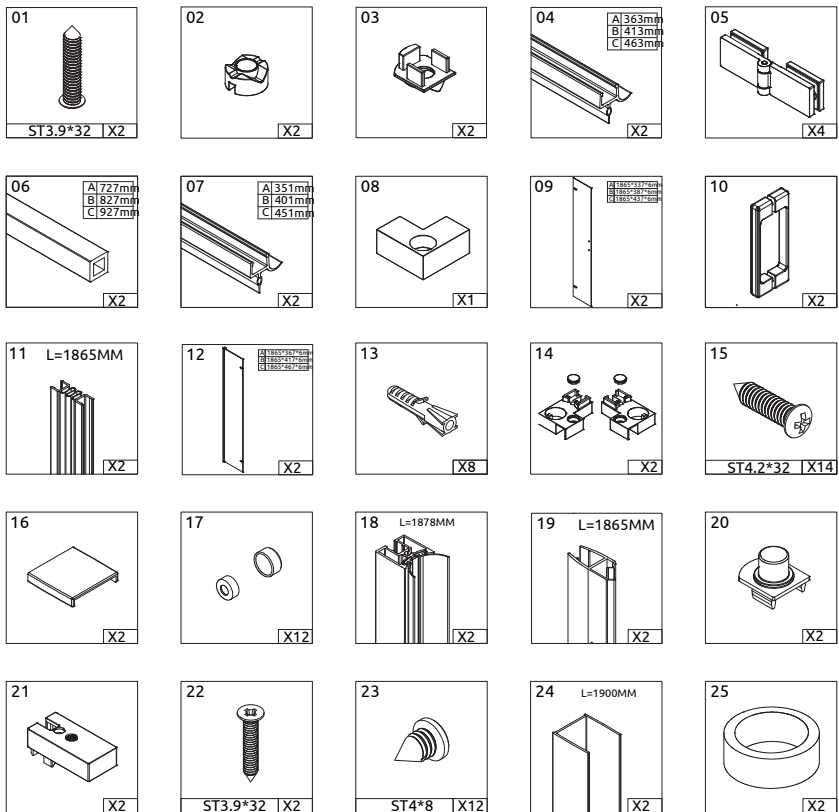 01
ST3.9*32 X2
02
X2
03
X2
04
A 363mm
B 413mm
C 463mm
X2
05
X4
06
A 727mm
B 827mm
C 927mm
X2
07
A 351mm
B 401mm
C 451mm
X2
08
X1
09
A 1865*337*6mm
B 1865*387*6mm
C 1865*437*6mm
X2
10
X2
11 L=1865MM
X2
12
A 1865*367*6mm
B 1865*417*6mm
C 1865*467*6mm
X2
13
X8
14
X2
15
ST4.2*32 X14
16
X2
17
X12
18 L=1878MM
X2
19 L=1865MM
X2
20
X2
21
X2
22
ST3.9*32 X2
23
ST4*8 X12
24 L=1900MM
X2
25
X2